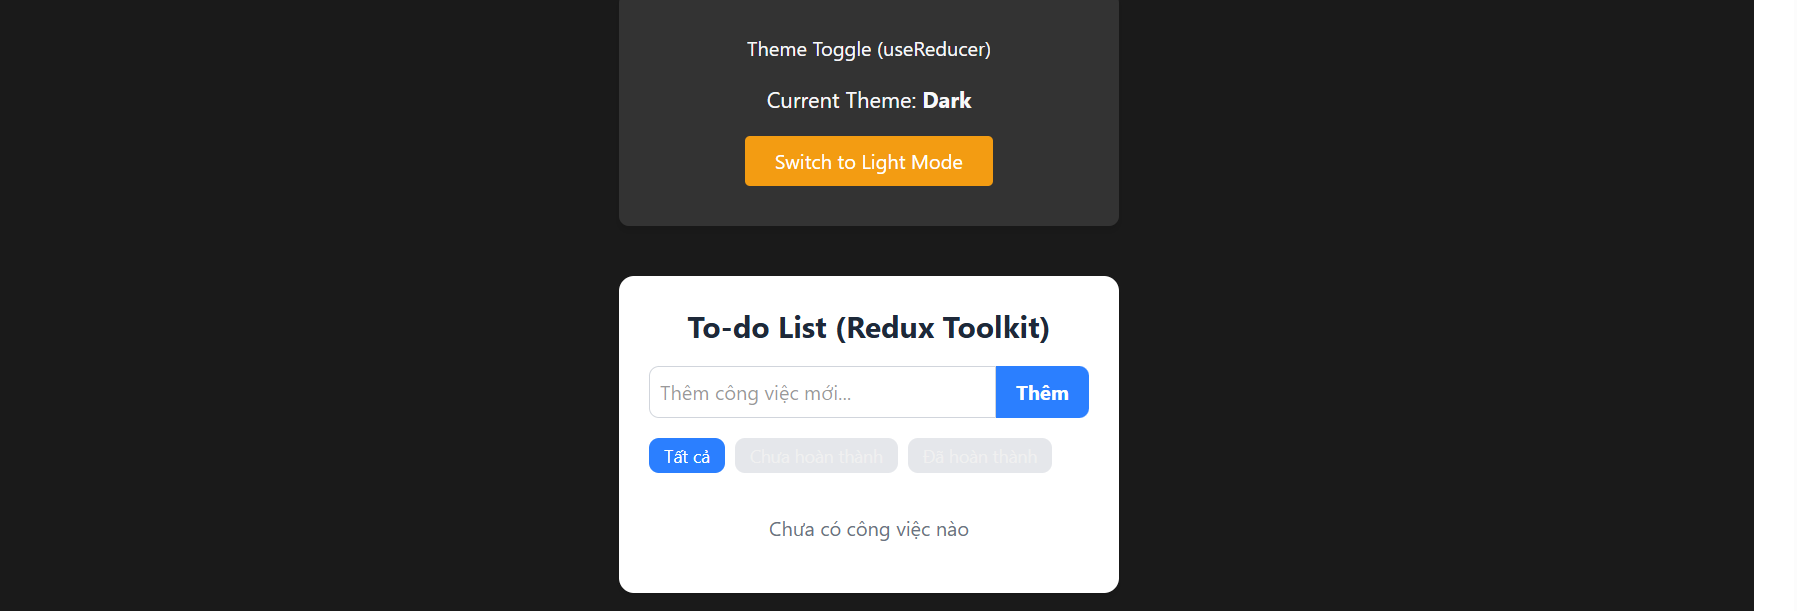 Theme Toggle (useReducer)
Current Theme: Dark
Switch to Light Mode
To-do List (Redux Toolkit)
Thêm công việc mới...
Thêm
Tất cả
Chưa hoàn thành
Đã hoàn thành
Chưa có công việc nào